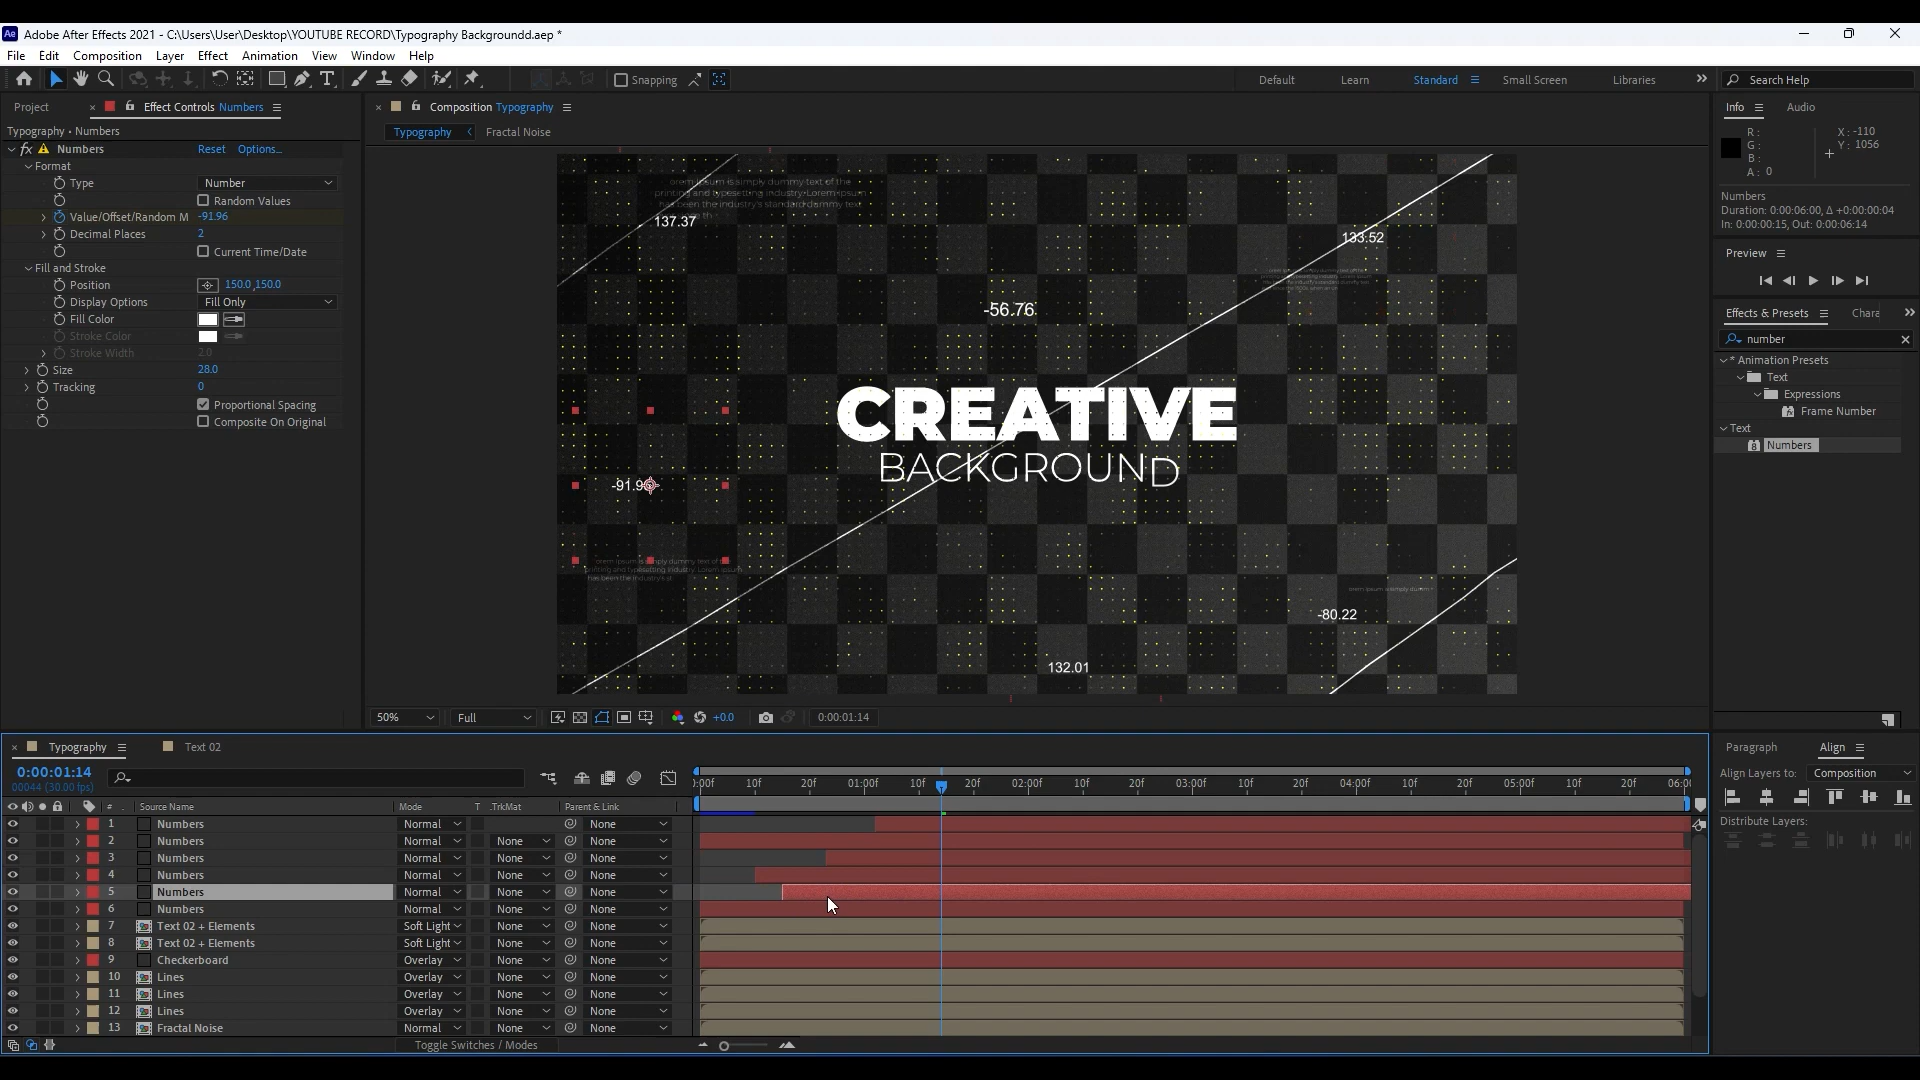 Adobe After Effects 2021 - C:\Users\User\Desktop\YOUTUBE RECORD\Typography Backgroundd.aep *
File Edit Composition Layer Effect Animation View Window Help
Snapping
Default Learn Standard Small Screen Libraries
Search Help
Project
Effect Controls Numbers
Typography • Numbers
fx Numbers Reset Options...
Format
Type Number
Random Values
Value/Offset/Random M -91.96
Decimal Places 2
Current Time/Date
Fill and Stroke
Position 150.0,150.0
Display Options Fill Only
Fill Color
Stroke Color
Stroke Width 2.0
Size 28.0
Tracking 0
Proportional Spacing
Composite On Original
Composition Typography
Typography Fractal Noise
137.37
133.52
-56.76
CREATIVE
BACKGROUND
-80.22
132.01
50% Full +0.0 0:00:01:14
Info Audio
R: X: -110
G: Y: 1056
B:
A: 0
Numbers
Duration: 0:00:06:00, Δ +0:00:00:04
In: 0:00:00:15, Out: 0:00:06:14
Preview
Effects & Presets Chara
number
* Animation Presets
Text
Expressions
Frame Number
Text
Numbers
Paragraph Align
Align Layers to: Composition
Distribute Layers:
Typography Text 02
0:00:01:14
00044 (30.00 fps)
:00f 10f 20f 01:00f 10f 20f 02:00f 10f 20f 03:00f 10f 20f 04:00f 10f 20f 05:00f 10f 20f 06:00
# Source Name Mode T .TrkMat Parent & Link
1 Numbers Normal None
2 Numbers Normal None None
3 Numbers Normal None None
4 Numbers Normal None None
5 Numbers Normal None None
6 Numbers Normal None None
7 Text 02 + Elements Soft Light None None
8 Text 02 + Elements Soft Light None None
9 Checkerboard Overlay None None
10 Lines Overlay None None
11 Lines Overlay None None
12 Lines Overlay None None
13 Fractal Noise Normal None None
Toggle Switches / Modes